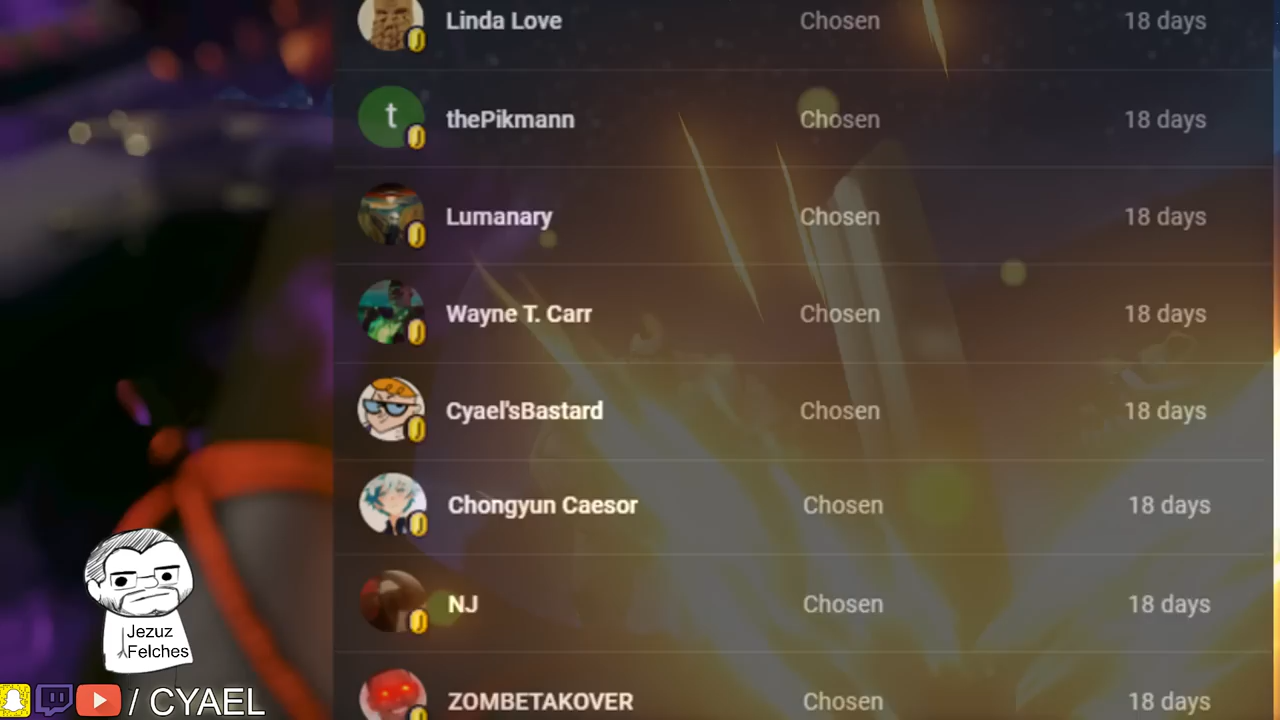 Linda Love Chosen 18 days
t thePikmann Chosen 18 days
Lumanary Chosen 18 days
Wayne T. Carr Chosen 18 days
Cyael'sBastard Chosen 18 days
Chongyun Caesor Chosen 18 days
NJ Chosen 18 days
ZOMBETAKOVER Chosen 18 days
Jezuz
Felches
/ CYAEL